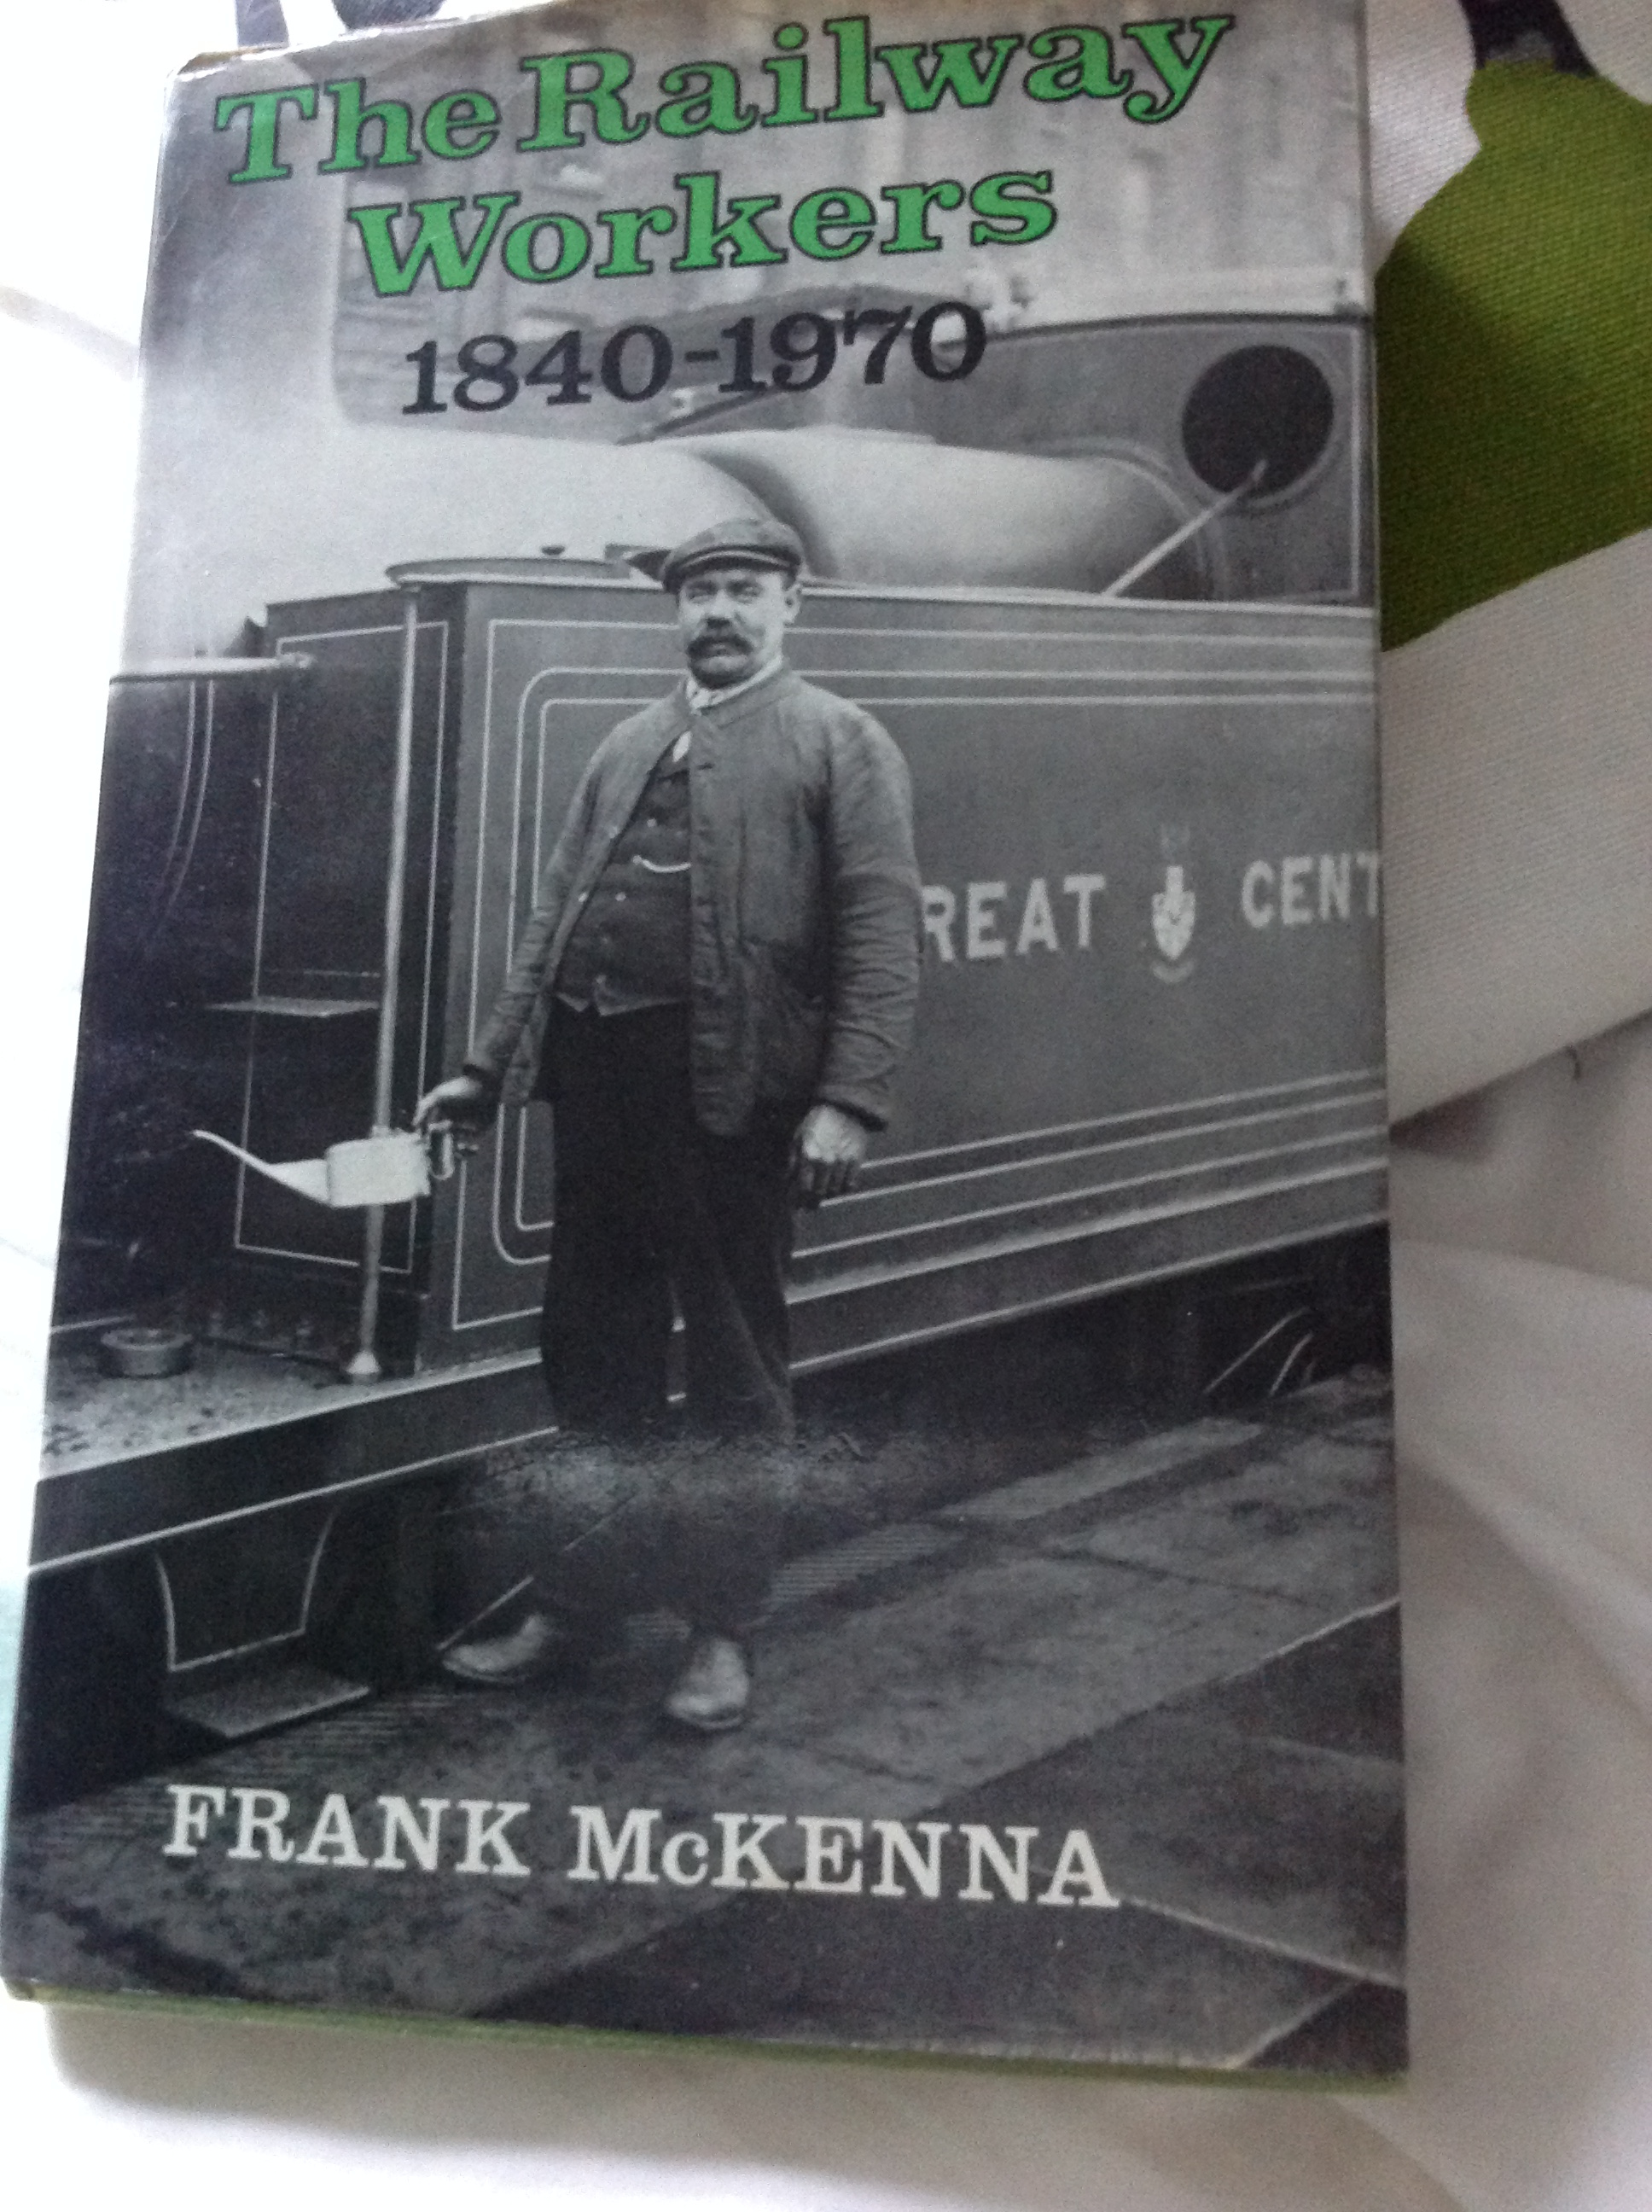 The Railway
Workers
1840-1970
REAT CENT
FRANK McKENNA